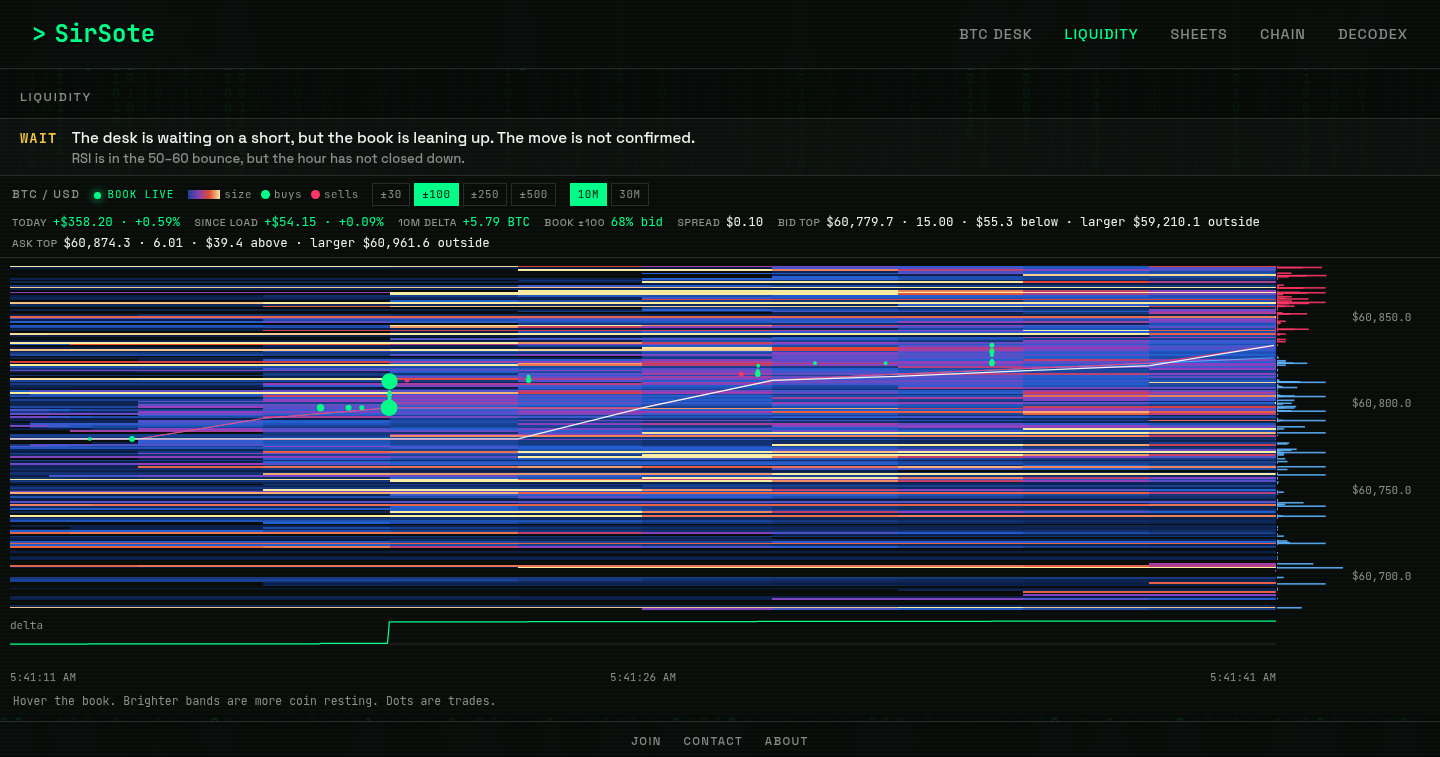 > SirSote
BTC DESK LIQUIDITY SHEETS CHAIN DECODEX
LIQUIDITY
WAIT The desk is waiting on a short, but the book is leaning up. The move is not confirmed.
RSI is in the 50–60 bounce, but the hour has not closed down.
BTC / USD BOOK LIVE size buys sells ±30 ±100 ±250 ±500 10M 30M
TODAY +$358.20 · +0.59% SINCE LOAD +$54.15 · +0.09% 10M DELTA +5.79 BTC BOOK ±100 68% bid SPREAD $0.10 BID TOP $60,779.7 · 15.00 · $55.3 below · larger $59,210.1 outside
ASK TOP $60,874.3 · 6.01 · $39.4 above · larger $60,961.6 outside
$60,850.0
$60,800.0
$60,750.0
$60,700.0
delta
5:41:11 AM 5:41:26 AM 5:41:41 AM
Hover the book. Brighter bands are more coin resting. Dots are trades.
JOIN CONTACT ABOUT